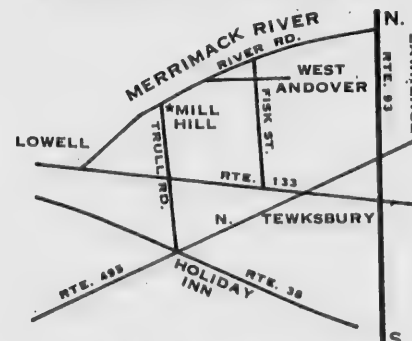 N.
MERRIMACK RIVER
RIVER RD.
RTE. 93
WEST
ANDOVER
★MILL
HILL
FISK ST.
LOWELL
TRULL RD.
RTE. 133
N. TEWKSBURY
HOLIDAY
INN
RTE. 495
RTE. 38
S